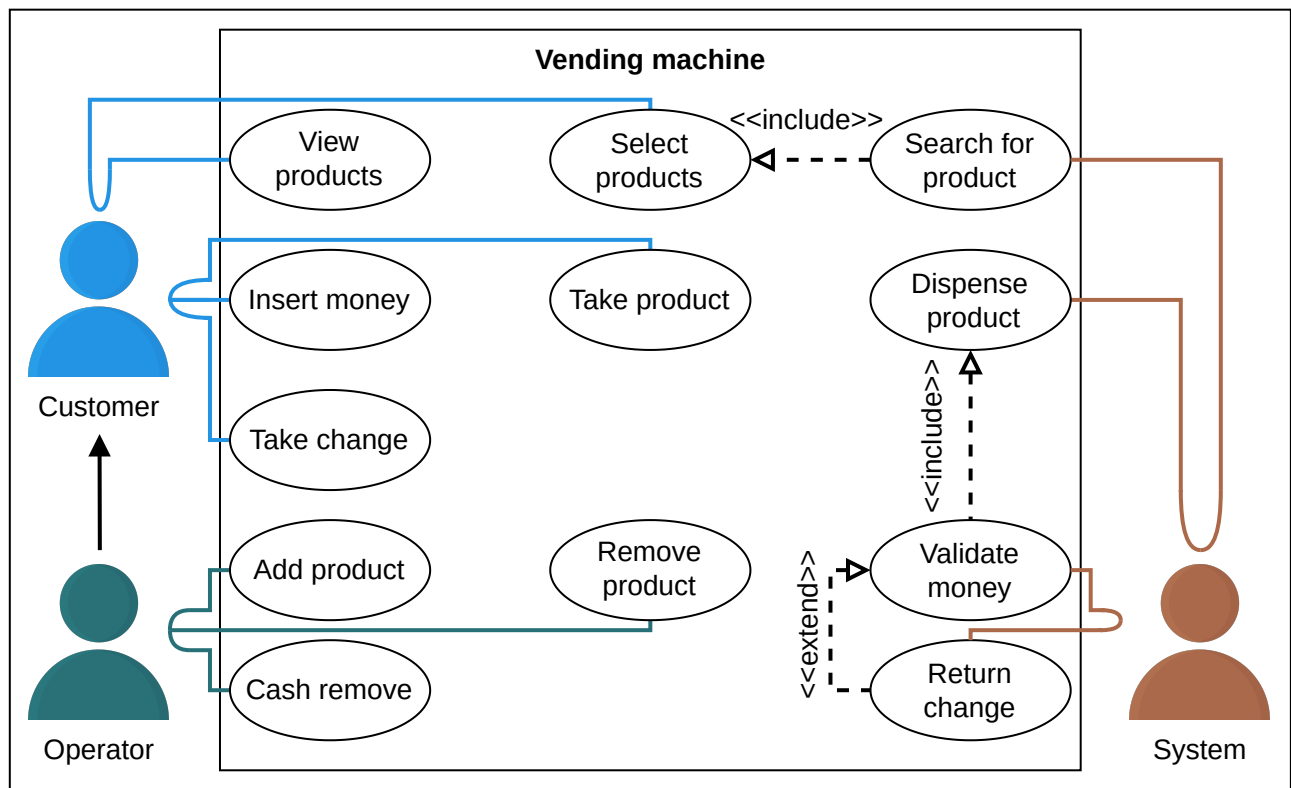 Vending machine
View
products
Select
products
<<include>>
Search for
product
Insert money
Take product
Dispense
product
Customer
Take change
<<include>>
Add product
Remove
product
Validate
money
<<extend>>
Cash remove
Return
change
Operator
System